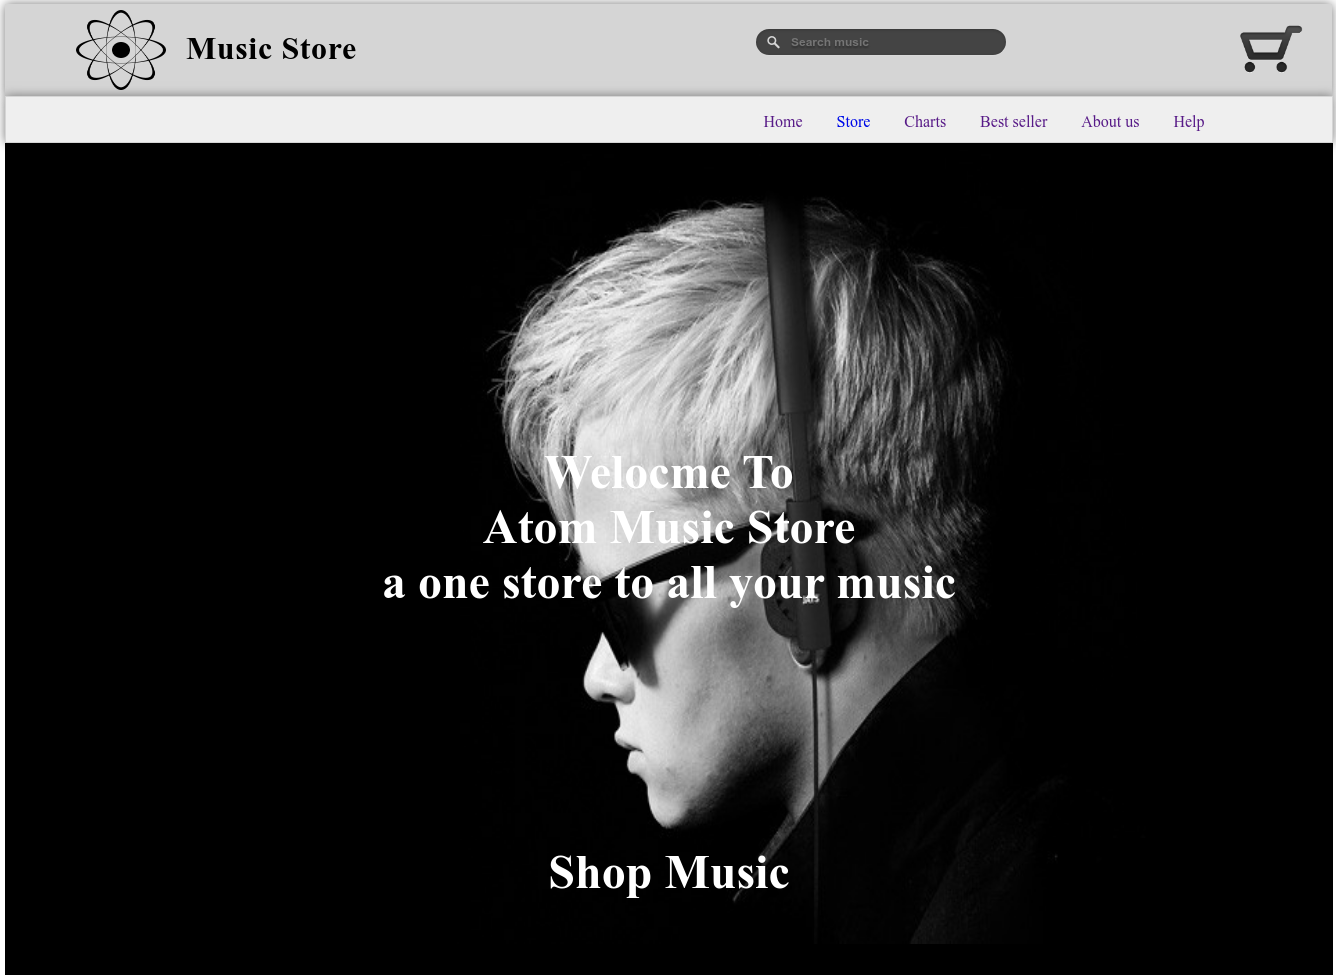 Music Store
Search music
Home Store Charts Best seller About us Help
Welocme To
Atom Music Store
a one store to all your music
Shop Music